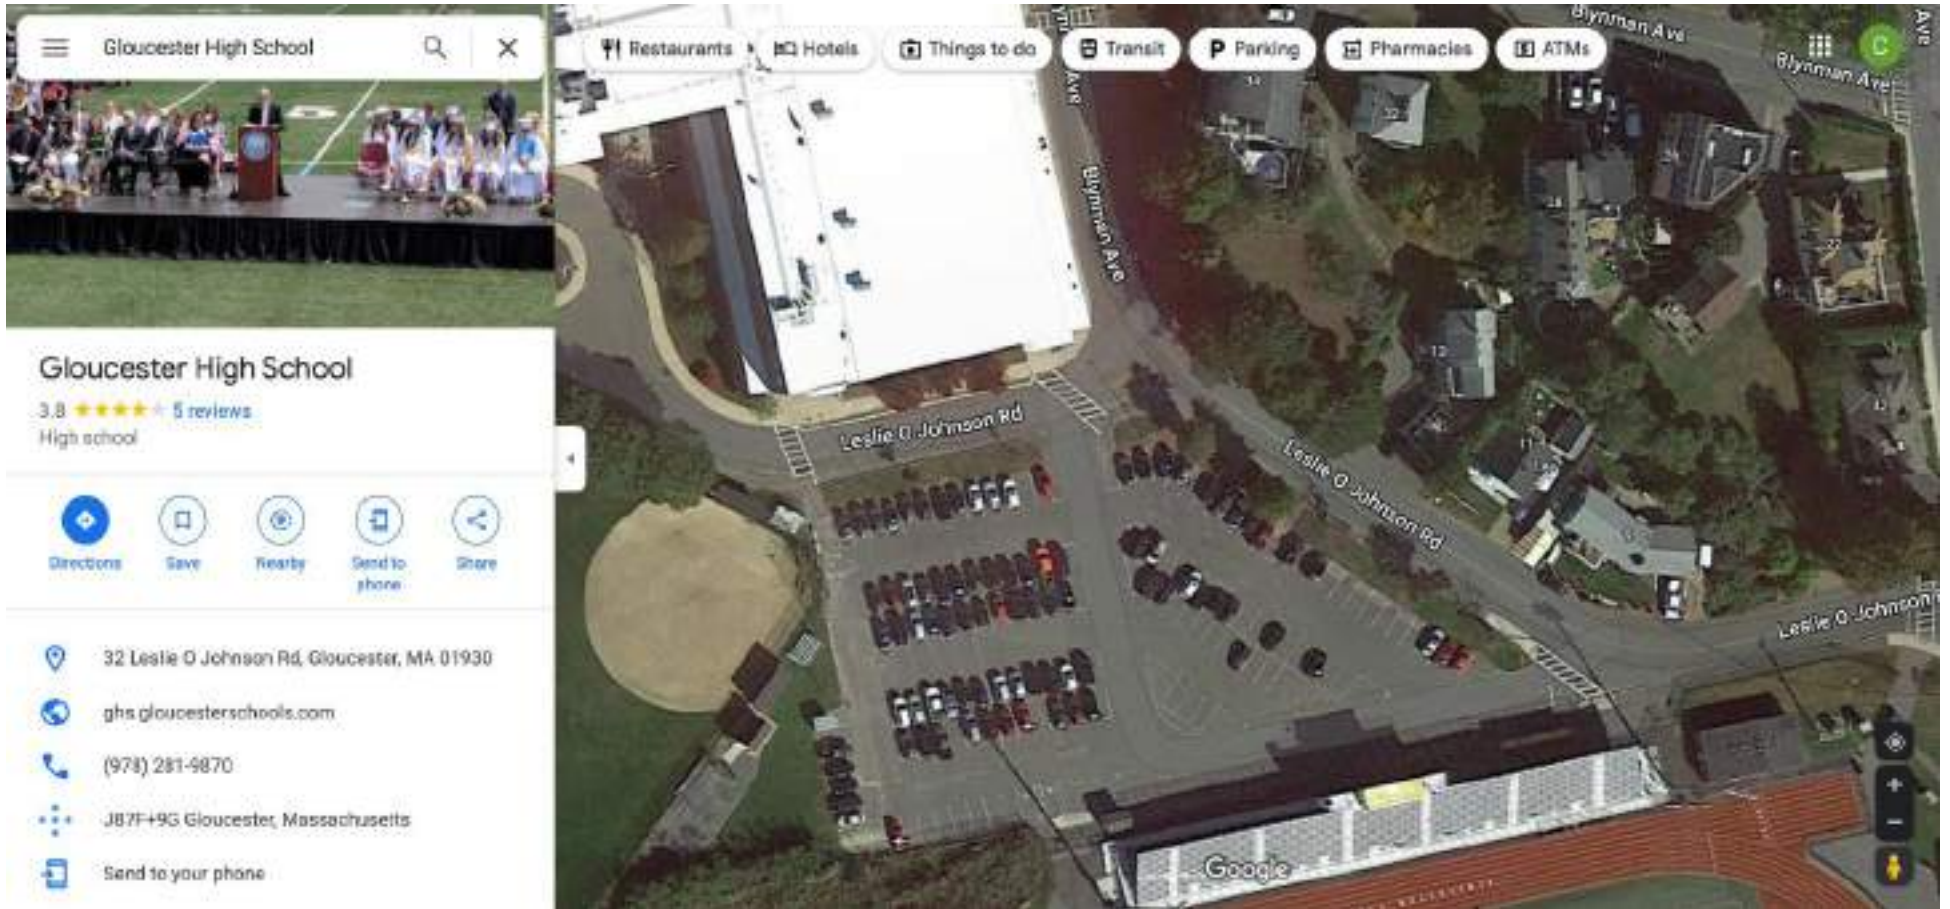 Gloucester High School
Gloucester High School
3.8
5 reviews
High school
Directions
Save
Nearby
Send to
phone
Share
32 Leslie O Johnson Rd, Gloucester, MA 01930
ghs.gloucesterschools.com
(978) 281-9870
J87F+9G Gloucester, Massachusetts
Send to your phone
Restaurants
Hotels
Things to do
Transit
P Parking
Pharmacies
ATMs
C
Blynman Ave
Blynman Ave
Ave
Ave
Blynman Ave
Leslie O Johnson Rd
Leslie O Johnson Rd
Leslie O Johnson
Ave
Google